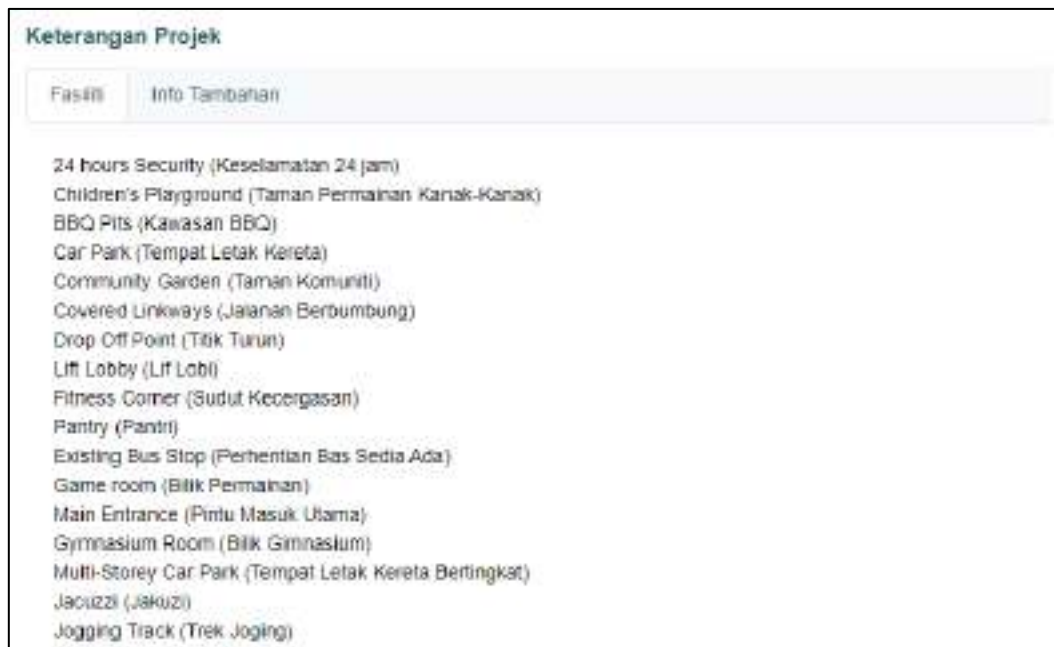 Keterangan Projek
Fasiliti Info Tambahan
24 hours Security (Keselamatan 24 jam)
Children's Playground (Taman Permainan Kanak-Kanak)
BBQ Pits (Kawasan BBQ)
Car Park (Tempat Letak Kereta)
Community Garden (Taman Komuniti)
Covered Linkways (Jalanan Berbumbung)
Drop Off Point (Titik Turun)
Lift Lobby (Lif Lobi)
Fitness Corner (Sudut Kecergasan)
Pantry (Pantri)
Existing Bus Stop (Perhentian Bas Sedia Ada)
Game room (Bilik Permainan)
Main Entrance (Pintu Masuk Utama)
Gymnasium Room (Bilik Gimnasium)
Multi-Storey Car Park (Tempat Letak Kereta Bertingkat)
Jacuzzi (Jakuzi)
Jogging Track (Trek Joging)